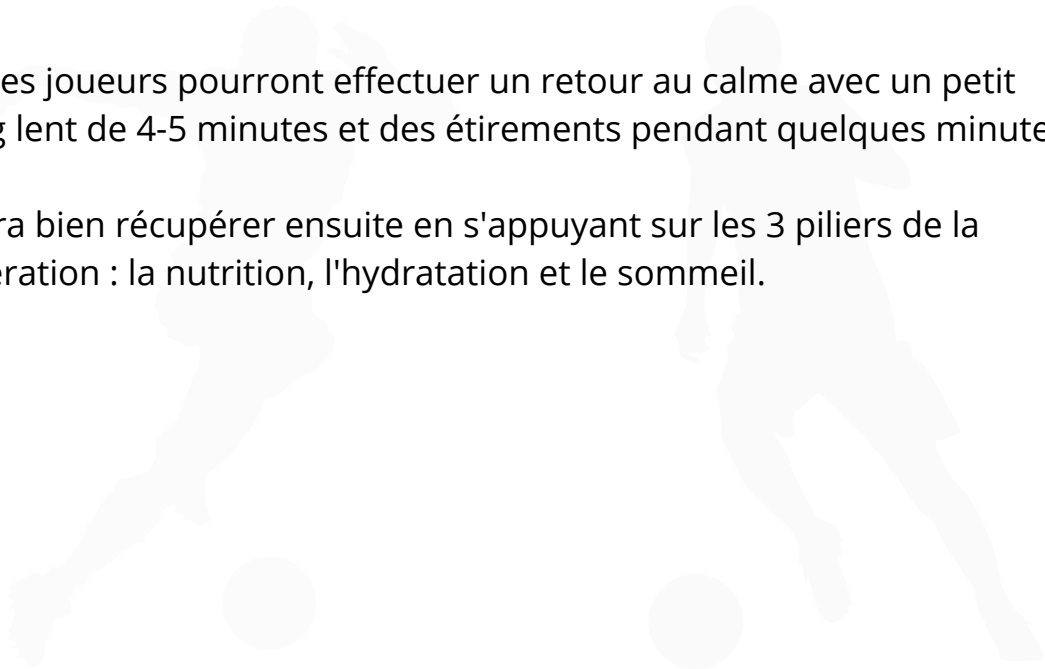 es joueurs pourront effectuer un retour au calme avec un petit
g lent de 4-5 minutes et des étirements pendant quelques minute
ra bien récupérer ensuite en s'appuyant sur les 3 piliers de la
ération : la nutrition, l'hydratation et le sommeil.